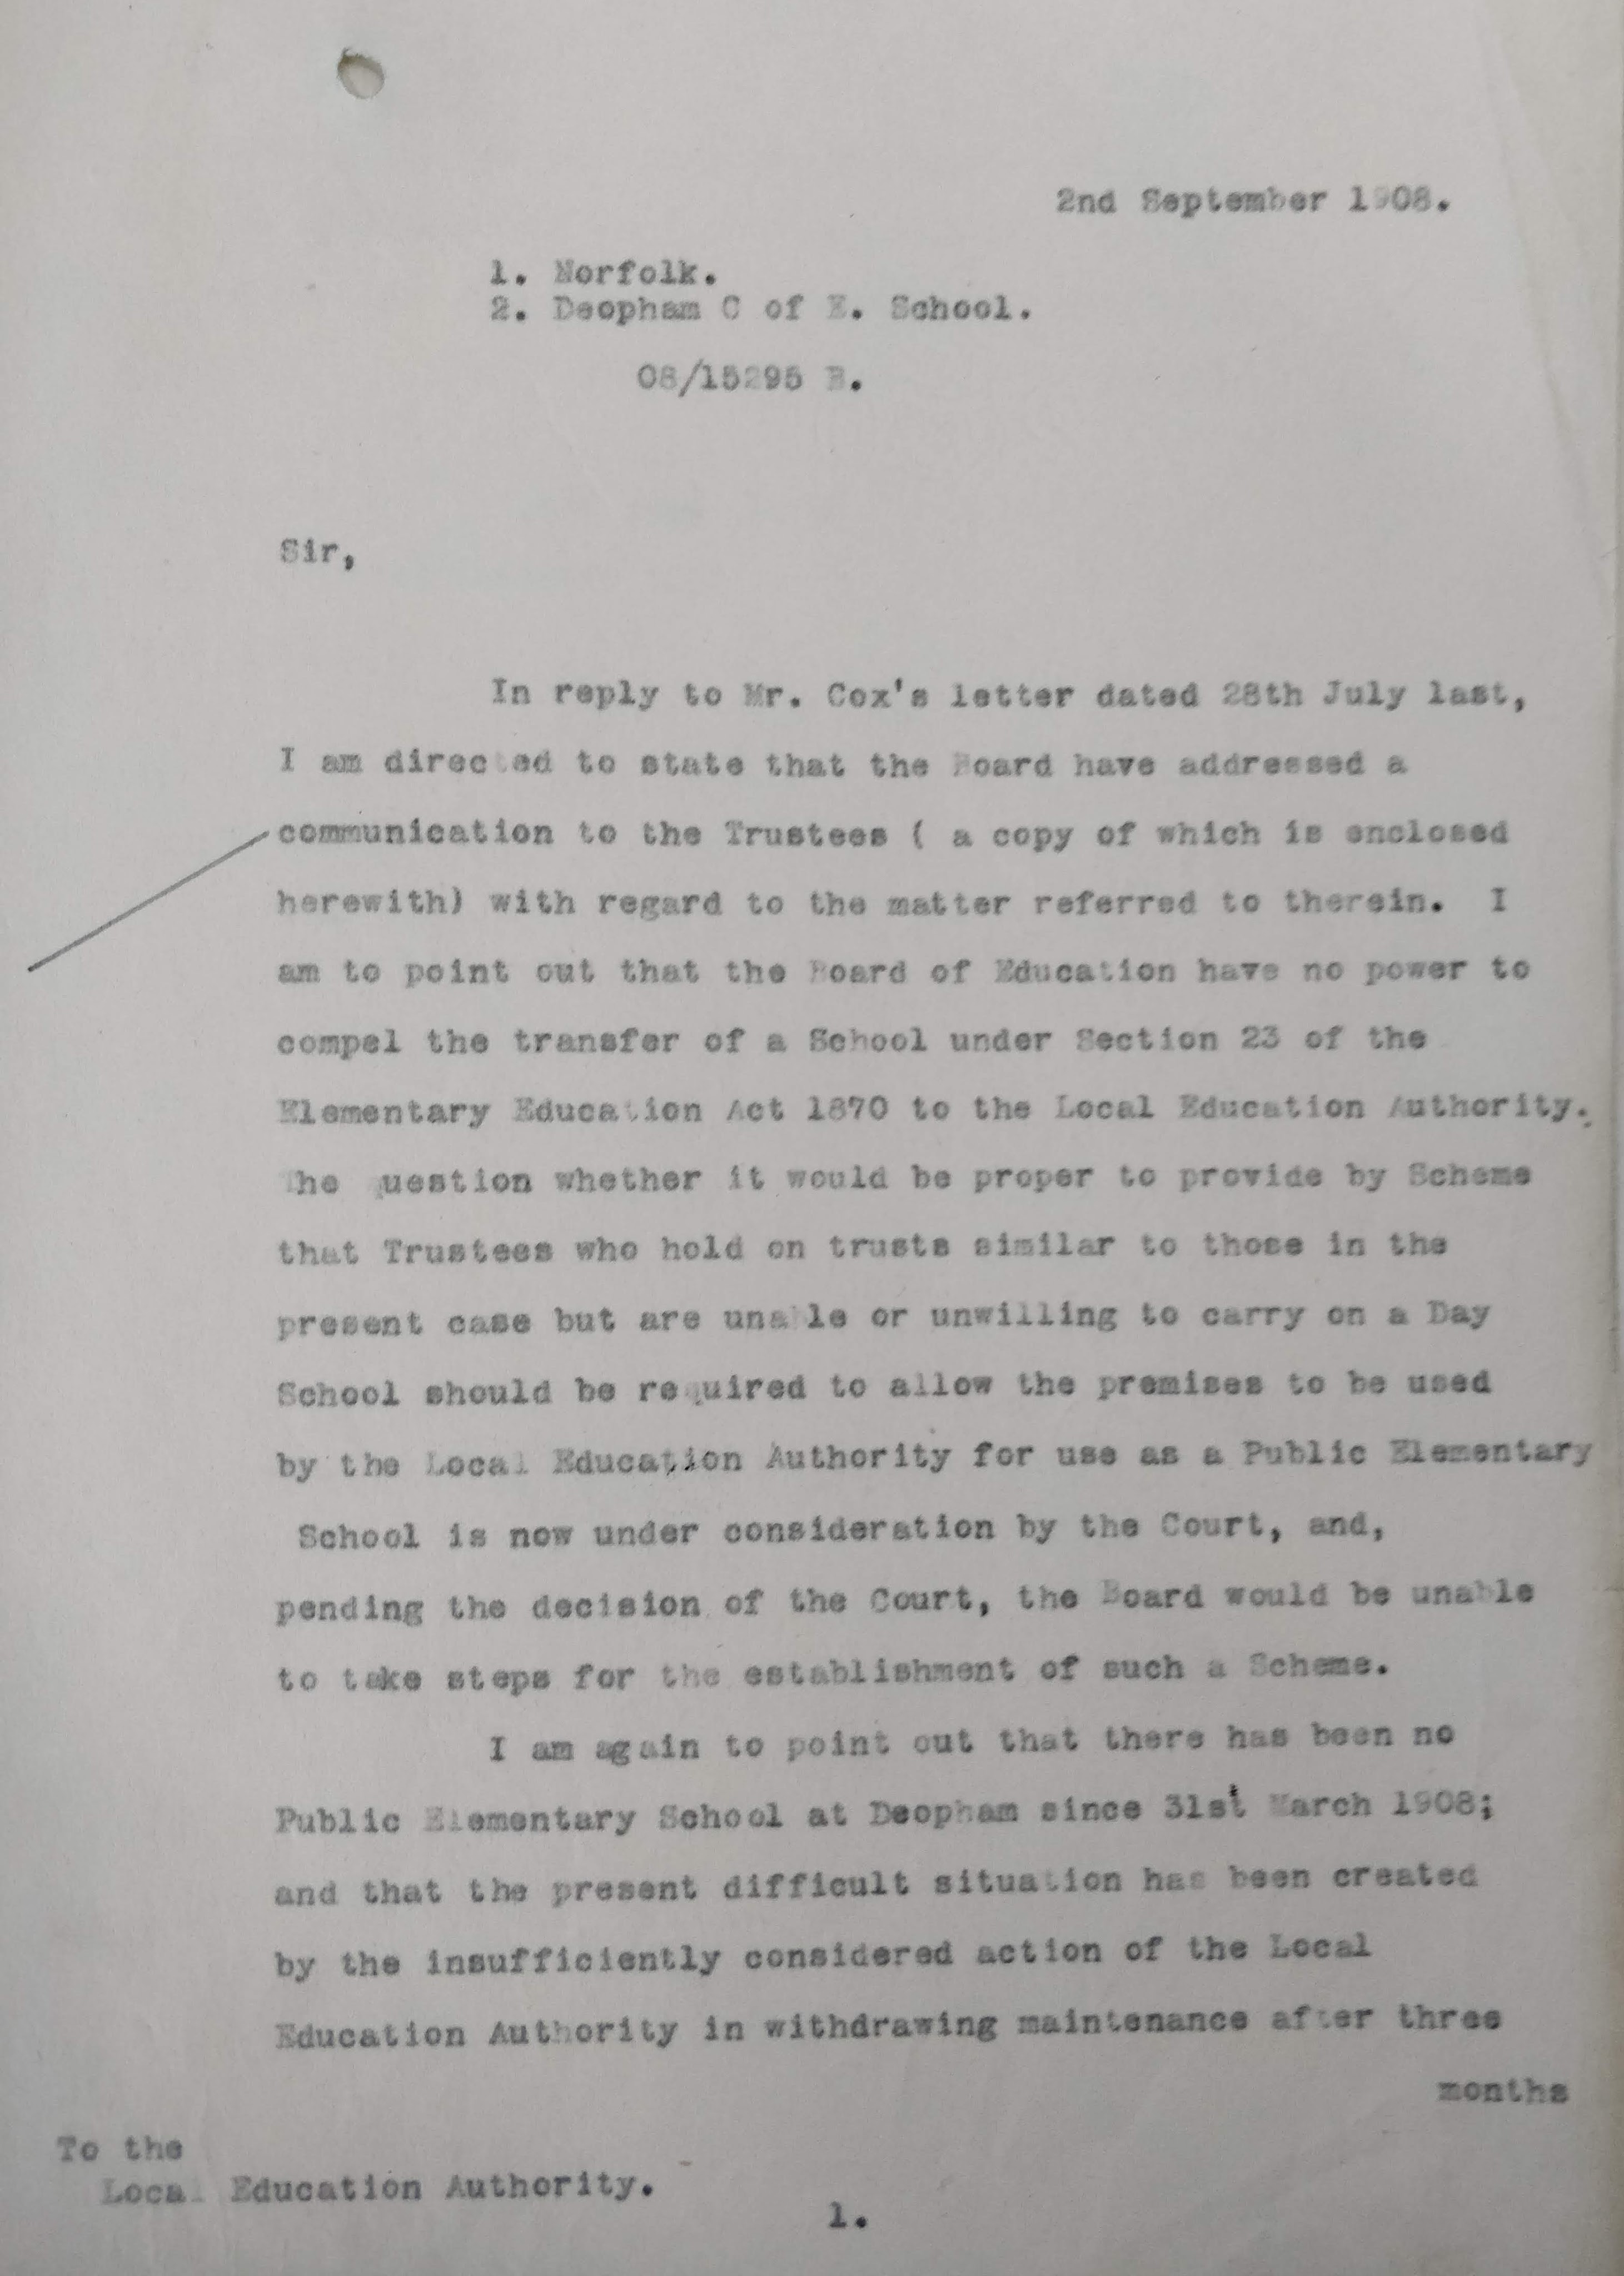 2nd September 1908.
1. Norfolk.
2. Deopham C of E. School.
08/15295 B.
Sir,
In reply to Mr. Cox's letter dated 28th July last,
I am directed to state that the Board have addressed a
communication to the Trustees ( a copy of which is enclosed
herewith) with regard to the matter referred to therein. I
am to point out that the Board of Education have no power to
compel the transfer of a School under Section 23 of the
Elementary Education Act 1870 to the Local Education Authority.
The question whether it would be proper to provide by Scheme
that Trustees who hold on trusts similar to those in the
present case but are unable or unwilling to carry on a Day
School should be required to allow the premises to be used
by the Local Education Authority for use as a Public Elementary
School is now under consideration by the Court, and,
pending the decision of the Court, the Board would be unable
to take steps for the establishment of such a Scheme.
I am again to point out that there has been no
Public Elementary School at Deopham since 31st March 1908;
and that the present difficult situation has been created
by the insufficiently considered action of the Local
Education Authority in withdrawing maintenance after three
months
To the
Local Education Authority.
1.